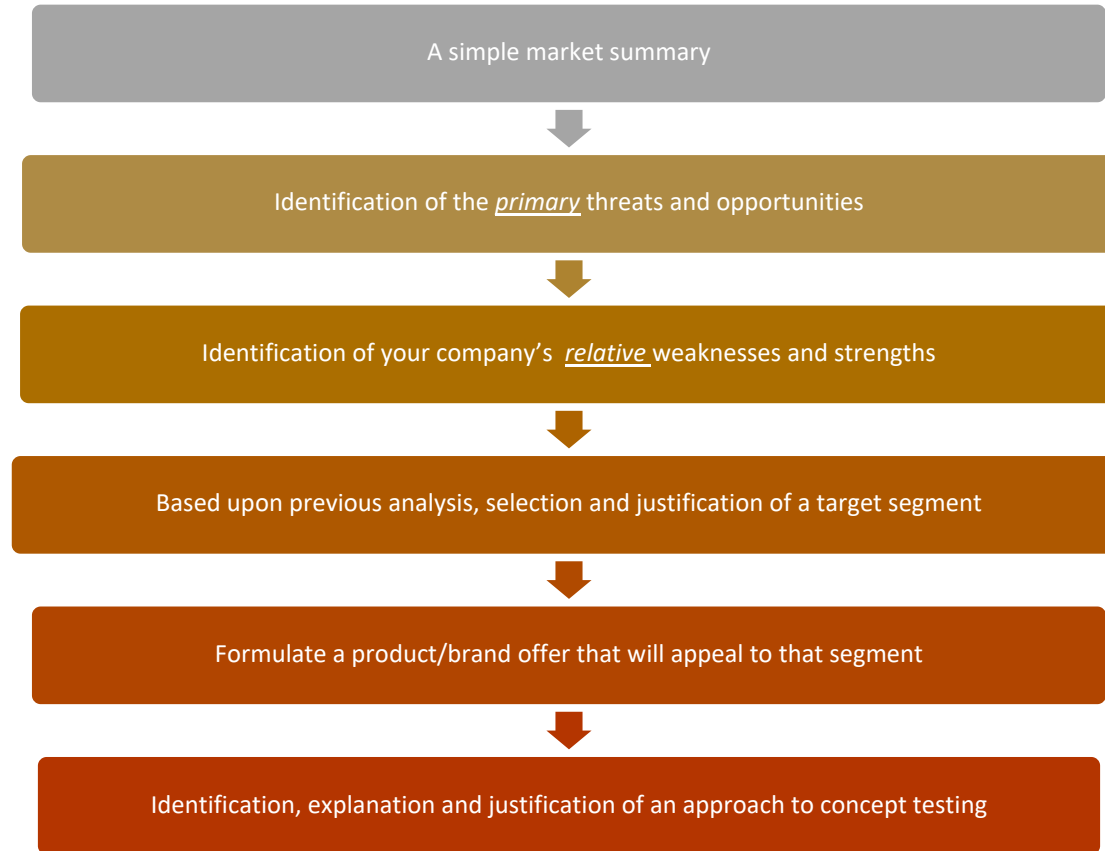 A simple market summary
Identification of the primary threats and opportunities
Identification of your company’s relative weaknesses and strengths
Based upon previous analysis, selection and justification of a target segment
Formulate a product/brand offer that will appeal to that segment
Identification, explanation and justification of an approach to concept testing